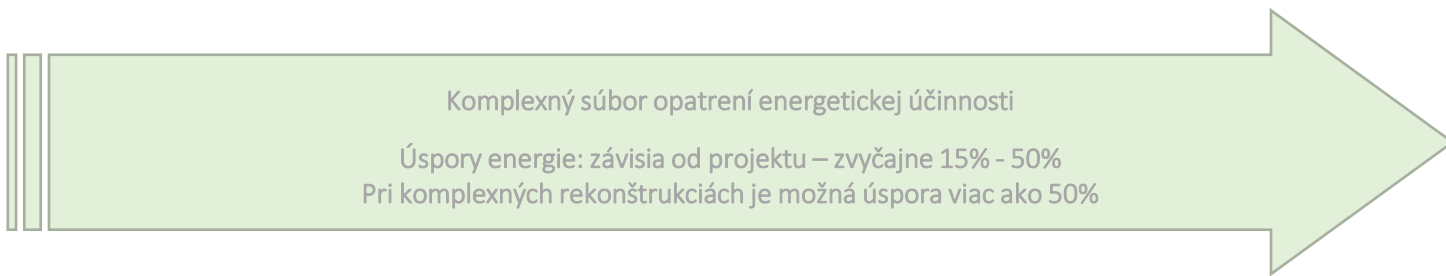 Komplexný súbor opatrení energetickej účinnosti
Úspory energie: závisia od projektu – zvyčajne 15% - 50%
Pri komplexných rekonštrukciách je možná úspora viac ako 50%